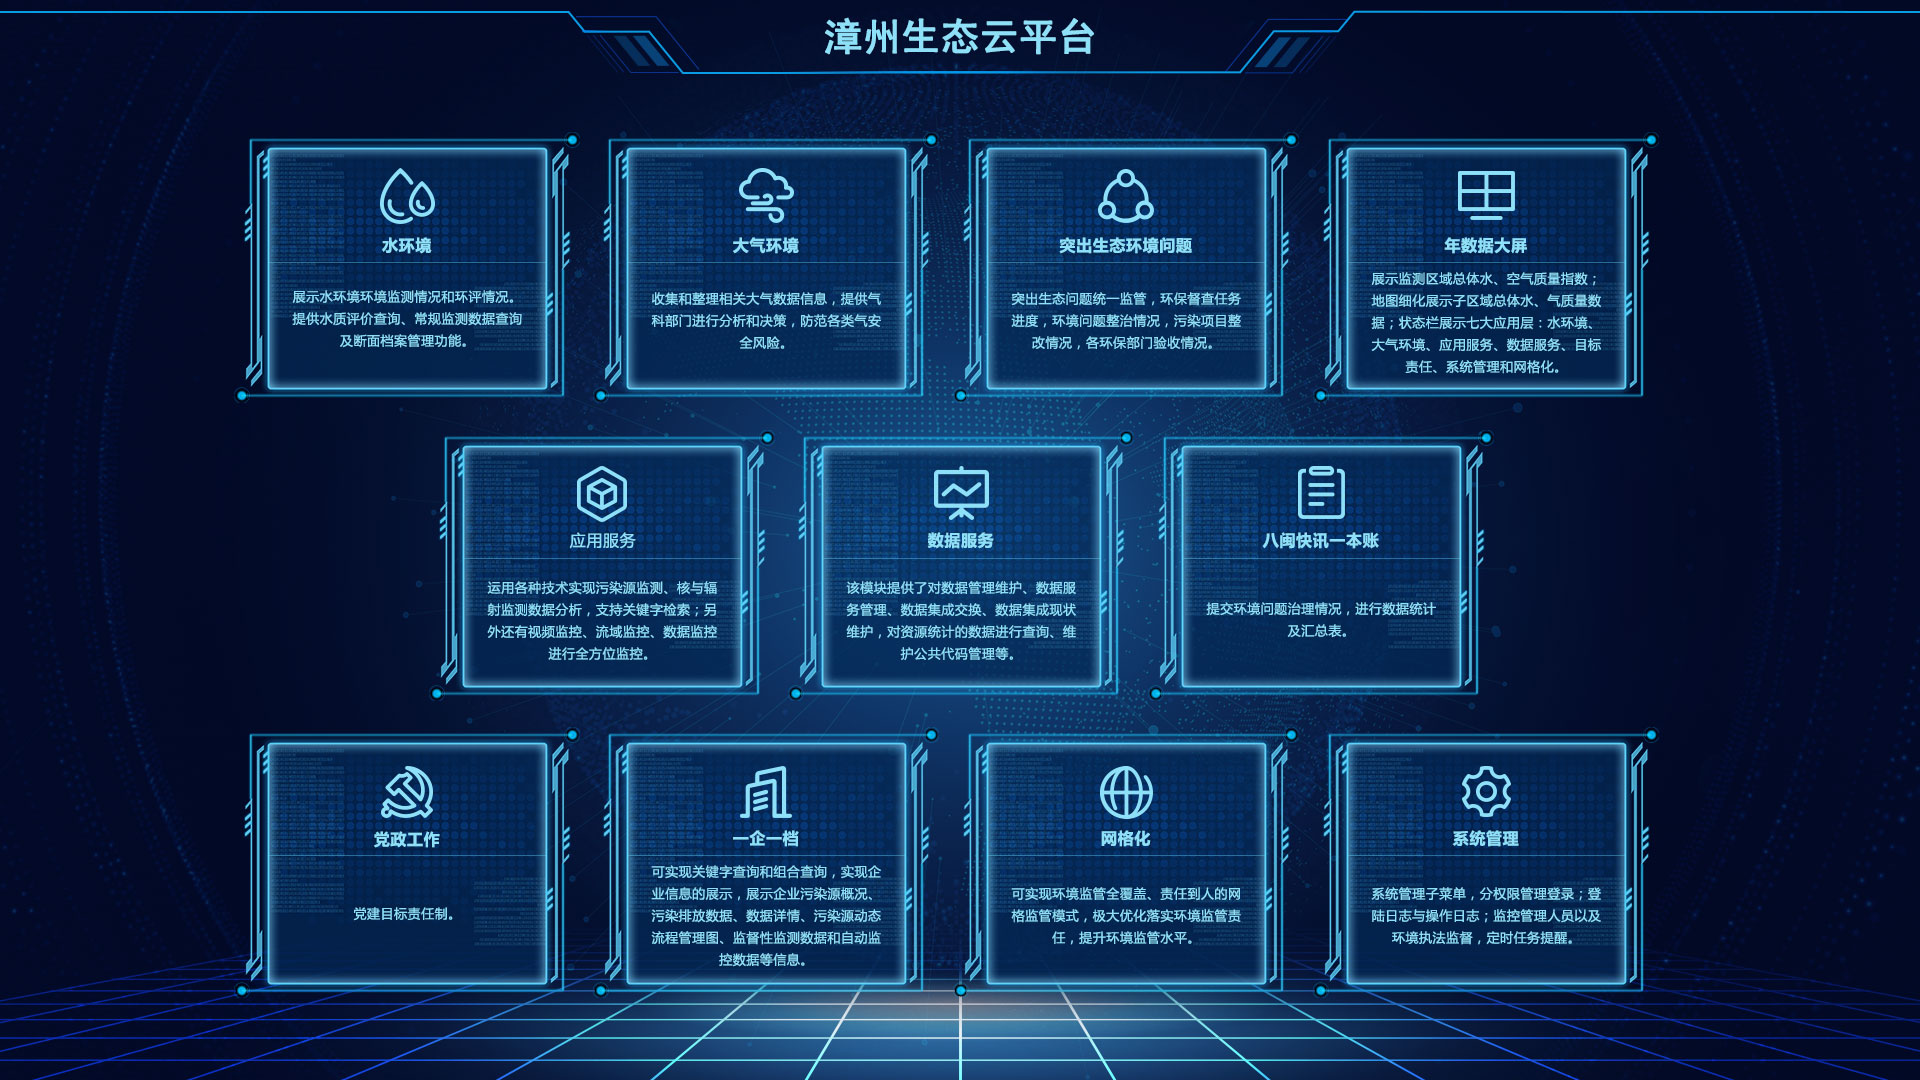 漳州生态云平台
水环境
展示水环境环境监测情况和环评情况。
提供水质评价查询、常规监测数据查询
及断面档案管理功能。
大气环境
收集和整理相关大气数据信息，提供气
科部门进行分析和决策，防范各类气安
全风险。
突出生态环境问题
突出生态问题统一监管，环保督查任务
进度，环境问题整治情况，污染项目整
改情况，各环保部门验收情况。
年数据大屏
展示监测区域总体水、空气质量指数；
地图细化展示子区域总体水、气质量数
据；状态栏展示七大应用层：水环境、
大气环境、应用服务、数据服务、目标
责任、系统管理和网格化。
应用服务
运用各种技术实现污染源监测、核与辐
射监测数据分析，支持关键字检索；另
外还有视频监控、流域监控、数据监控
进行全方位监控。
数据服务
该模块提供了对数据管理维护、数据服
务管理、数据集成交换、数据集成现状
维护，对资源统计的数据进行查询、维
护公共代码管理等。
八闽快讯一本账
提交环境问题治理情况，进行数据统计
及汇总表。
党政工作
党建目标责任制。
一企一档
可实现关键字查询和组合查询，实现企
业信息的展示，展示企业污染源概况、
污染排放数据、数据详情、污染源动态
流程管理图、监督性监测数据和自动监
控数据等信息。
网格化
可实现环境监管全覆盖、责任到人的网
格监管模式，极大优化落实环境监管责
任，提升环境监管水平。
系统管理
系统管理子菜单，分权限管理登录；登
陆日志与操作日志；监控管理人员以及
环境执法监督，定时任务提醒。